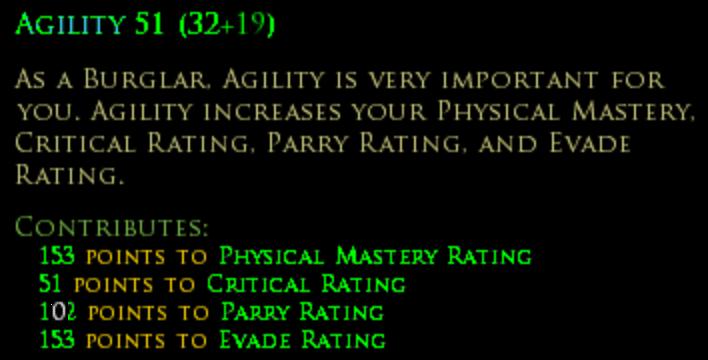 Agility 51 (32+19)
As a Burglar, Agility is very important for
you. Agility increases your Physical Mastery,
Critical Rating, Parry Rating, and Evade
Rating.
Contributes:
153 points to Physical Mastery Rating
51 points to Critical Rating
102 points to Parry Rating
153 points to Evade Rating